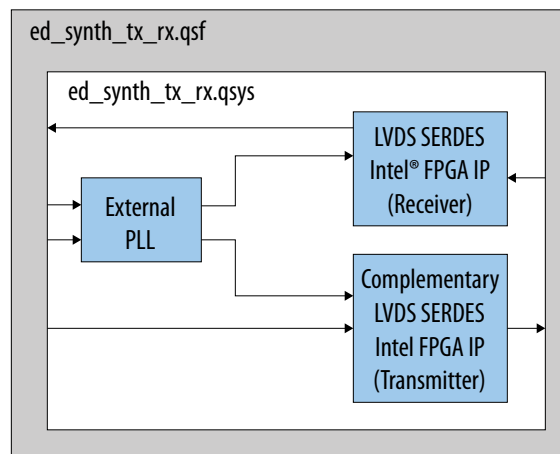 ed_synth_tx_rx.qsf
ed_synth_tx_rx.qsys
LVDS SERDES
Intel® FPGA IP
(Receiver)
External
PLL
Complementary
LVDS SERDES
Intel FPGA IP
(Transmitter)